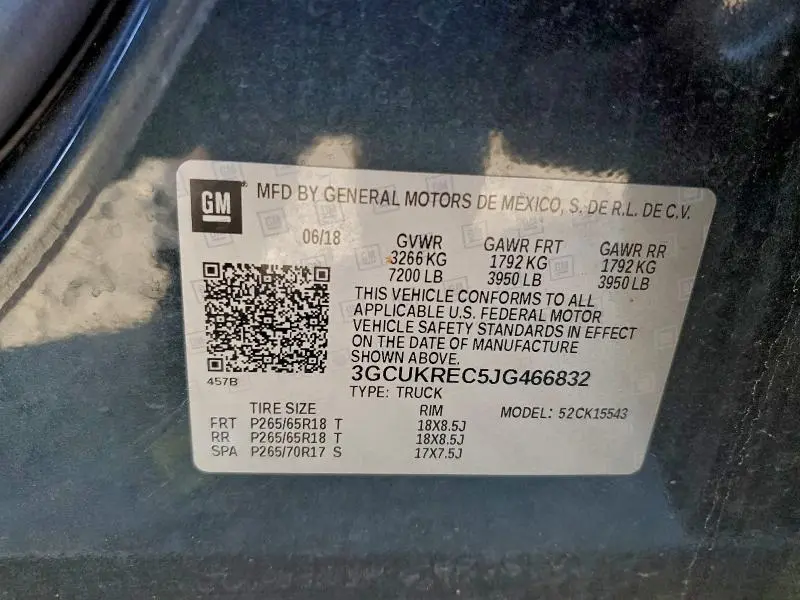 GM
MFD BY GENERAL MOTORS DE MEXICO, S. DE R.L. DE C.V.
06/18 GVWR GAWR FRT GAWR RR
3266 KG 1792 KG 1792 KG
7200 LB 3950 LB 3950 LB
THIS VEHICLE CONFORMS TO ALL
APPLICABLE U.S. FEDERAL MOTOR
VEHICLE SAFETY STANDARDS IN EFFECT
ON THE DATE OF MANUFACTURE
SHOWN ABOVE.
457B
3GCUKREC5JG466832
TYPE: TRUCK
TIRE SIZE RIM MODEL: 52CK15543
FRT P265/65R18 T 18X8.5J
RR P265/65R18 T 18X8.5J
SPA P265/70R17 S 17X7.5J